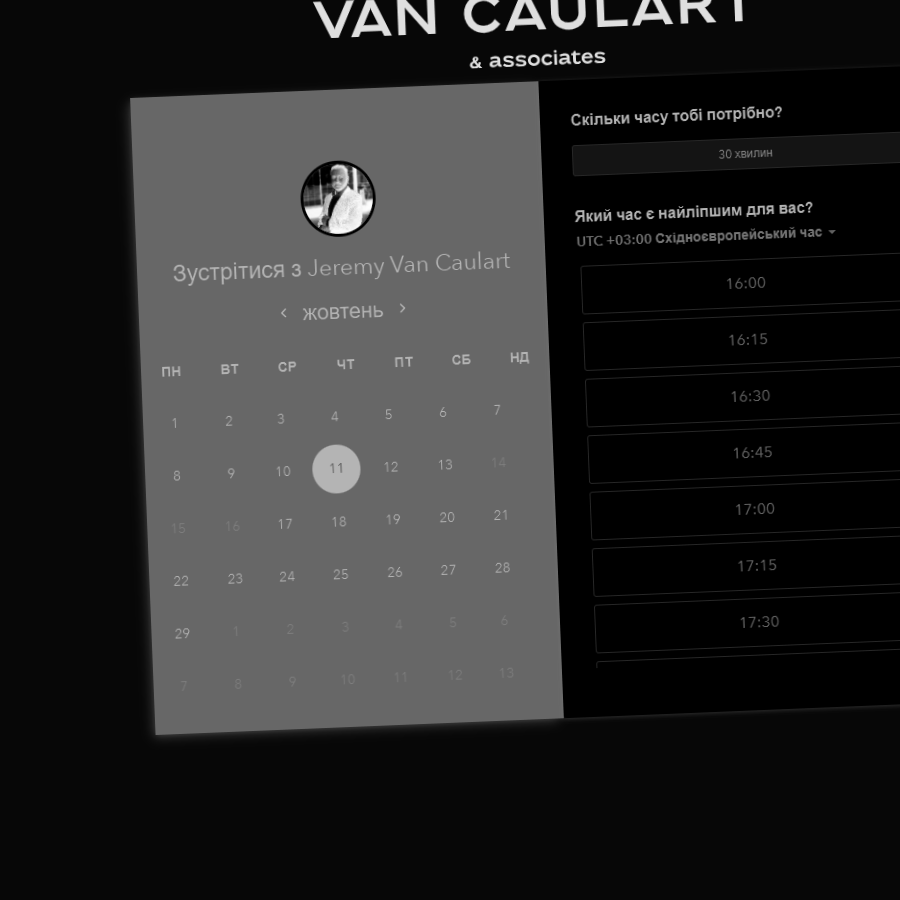 VAN CAULART
& associates
Зустрітися з Jeremy Van Caulart
жовтень
ПН ВТ СР ЧТ ПТ СБ НД
1 2 3 4 5 6 7
8 9 10 11 12 13 14
15 16 17 18 19 20 21
22 23 24 25 26 27 28
29 1 2 3 4 5 6
7 8 9 10 11 12 13
Скільки часу тобі потрібно?
30 хвилин
Який час є найліпшим для вас?
UTC +03:00 Східноєвропейський час
16:00
16:15
16:30
16:45
17:00
17:15
17:30